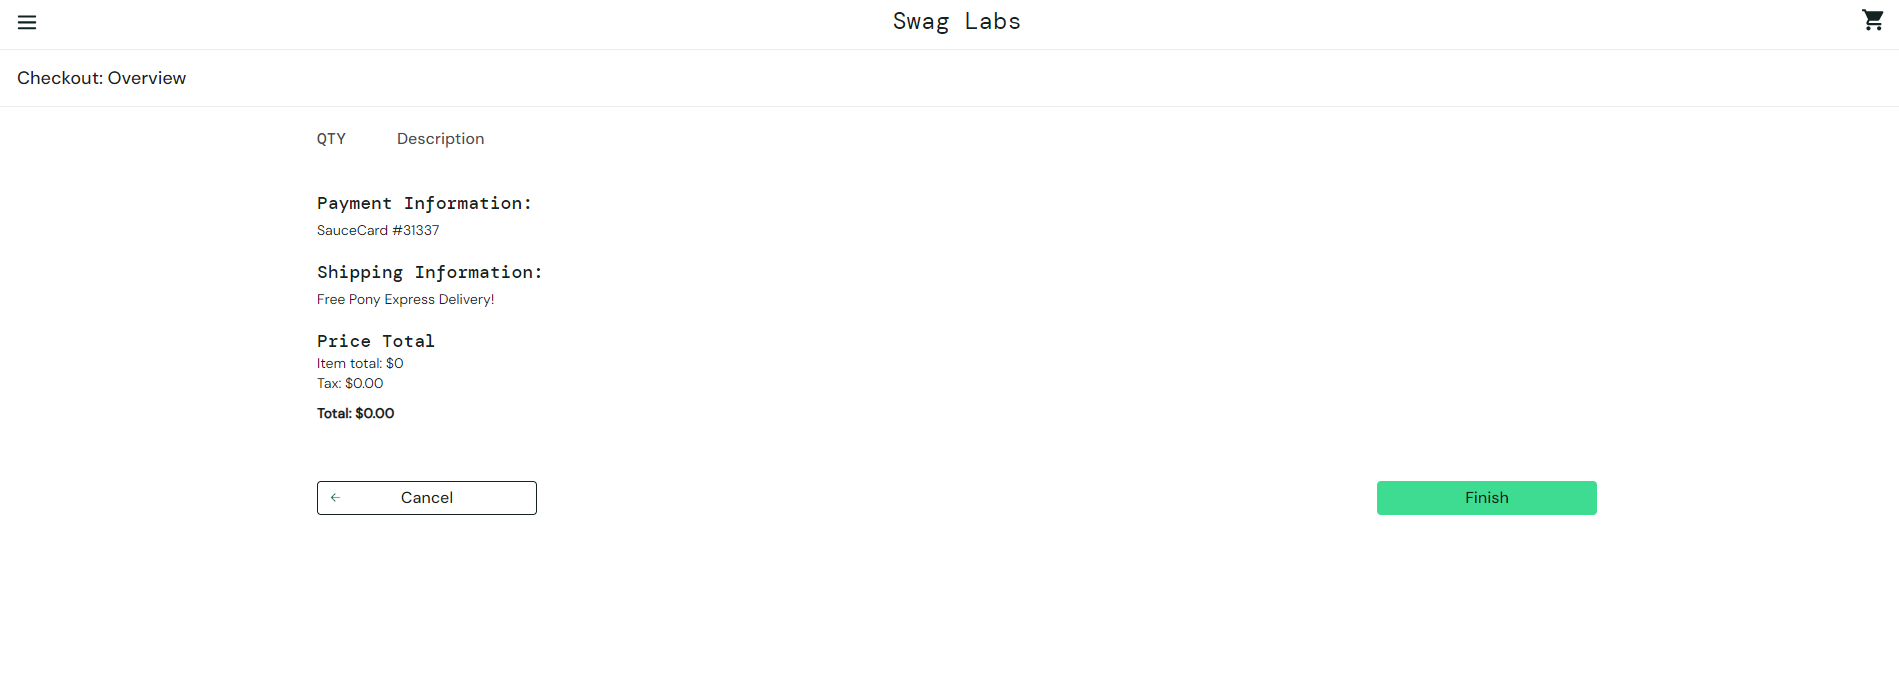 Swag Labs
Checkout: Overview
QTY Description
Payment Information:
SauceCard #31337
Shipping Information:
Free Pony Express Delivery!
Price Total
Item total: $0
Tax: $0.00
Total: $0.00
Cancel Finish